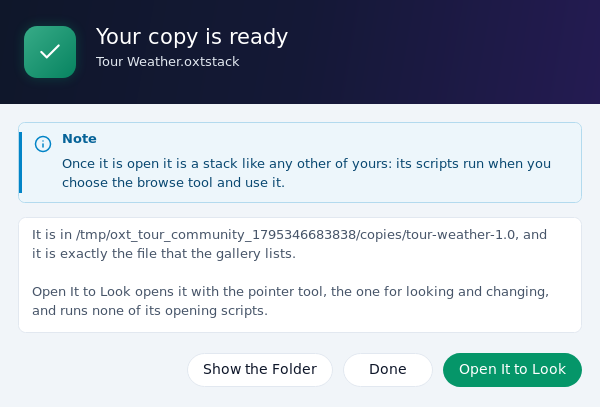 Your copy is ready
Tour Weather.oxtstack
Note
Once it is open it is a stack like any other of yours: its scripts run when you
choose the browse tool and use it.
It is in /tmp/oxt_tour_community_1795346683838/copies/tour-weather-1.0, and
it is exactly the file that the gallery lists.
Open It to Look opens it with the pointer tool, the one for looking and changing,
and runs none of its opening scripts.
Show the Folder
Done
Open It to Look